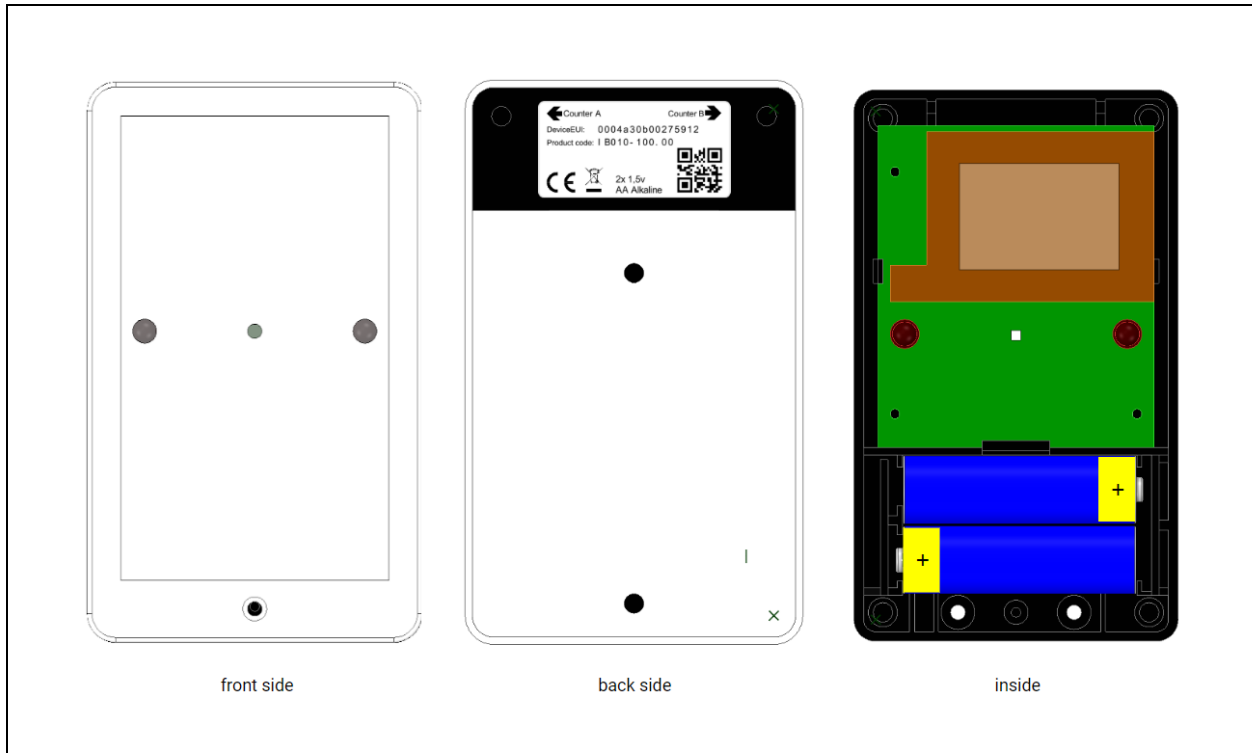 Counter A Counter B
DeviceEUI: 0004a30b00275912
Product code: I B010-100. 00
CE 2x 1,5v
AA Alkaline
+
+
front side back side inside